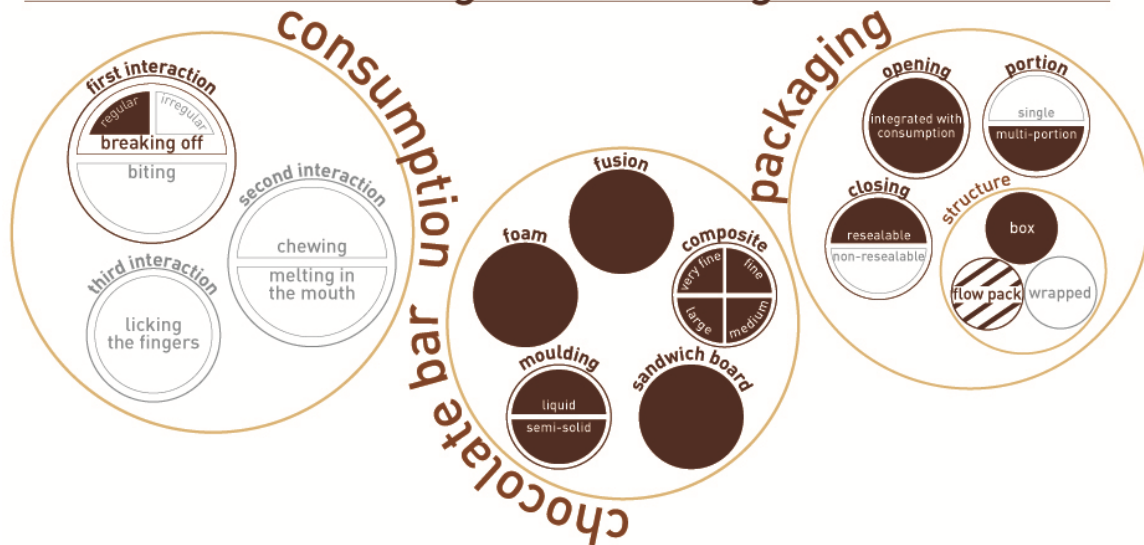 consumption
first interaction
regular
irregular
breaking off
biting
second interaction
chewing
melting in
the mouth
third interaction
licking
the fingers
chocolate bar
fusion
foam
composite
very fine
fine
large
medium
moulding
liquid
semi-solid
sandwich board
packaging
opening
integrated with
consumption
portion
single
multi-portion
closing
resealable
non-resealable
structure
box
flow pack
wrapped